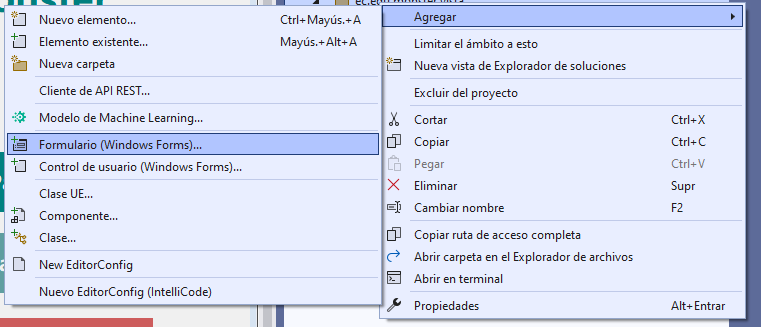 Nuevo elemento... Ctrl+Mayús.+A
Elemento existente... Mayús.+Alt+A
Nueva carpeta
Cliente de API REST...
Modelo de Machine Learning...
Formulario (Windows Forms)...
Control de usuario (Windows Forms)...
Clase UE...
Componente...
Clase...
New EditorConfig
Nuevo EditorConfig (IntelliCode)
Agregar
Limitar el ámbito a esto
Nueva vista de Explorador de soluciones
Excluir del proyecto
Cortar Ctrl+X
Copiar Ctrl+C
Pegar Ctrl+V
Eliminar Supr
Cambiar nombre F2
Copiar ruta de acceso completa
Abrir carpeta en el Explorador de archivos
Abrir en terminal
Propiedades Alt+Entrar